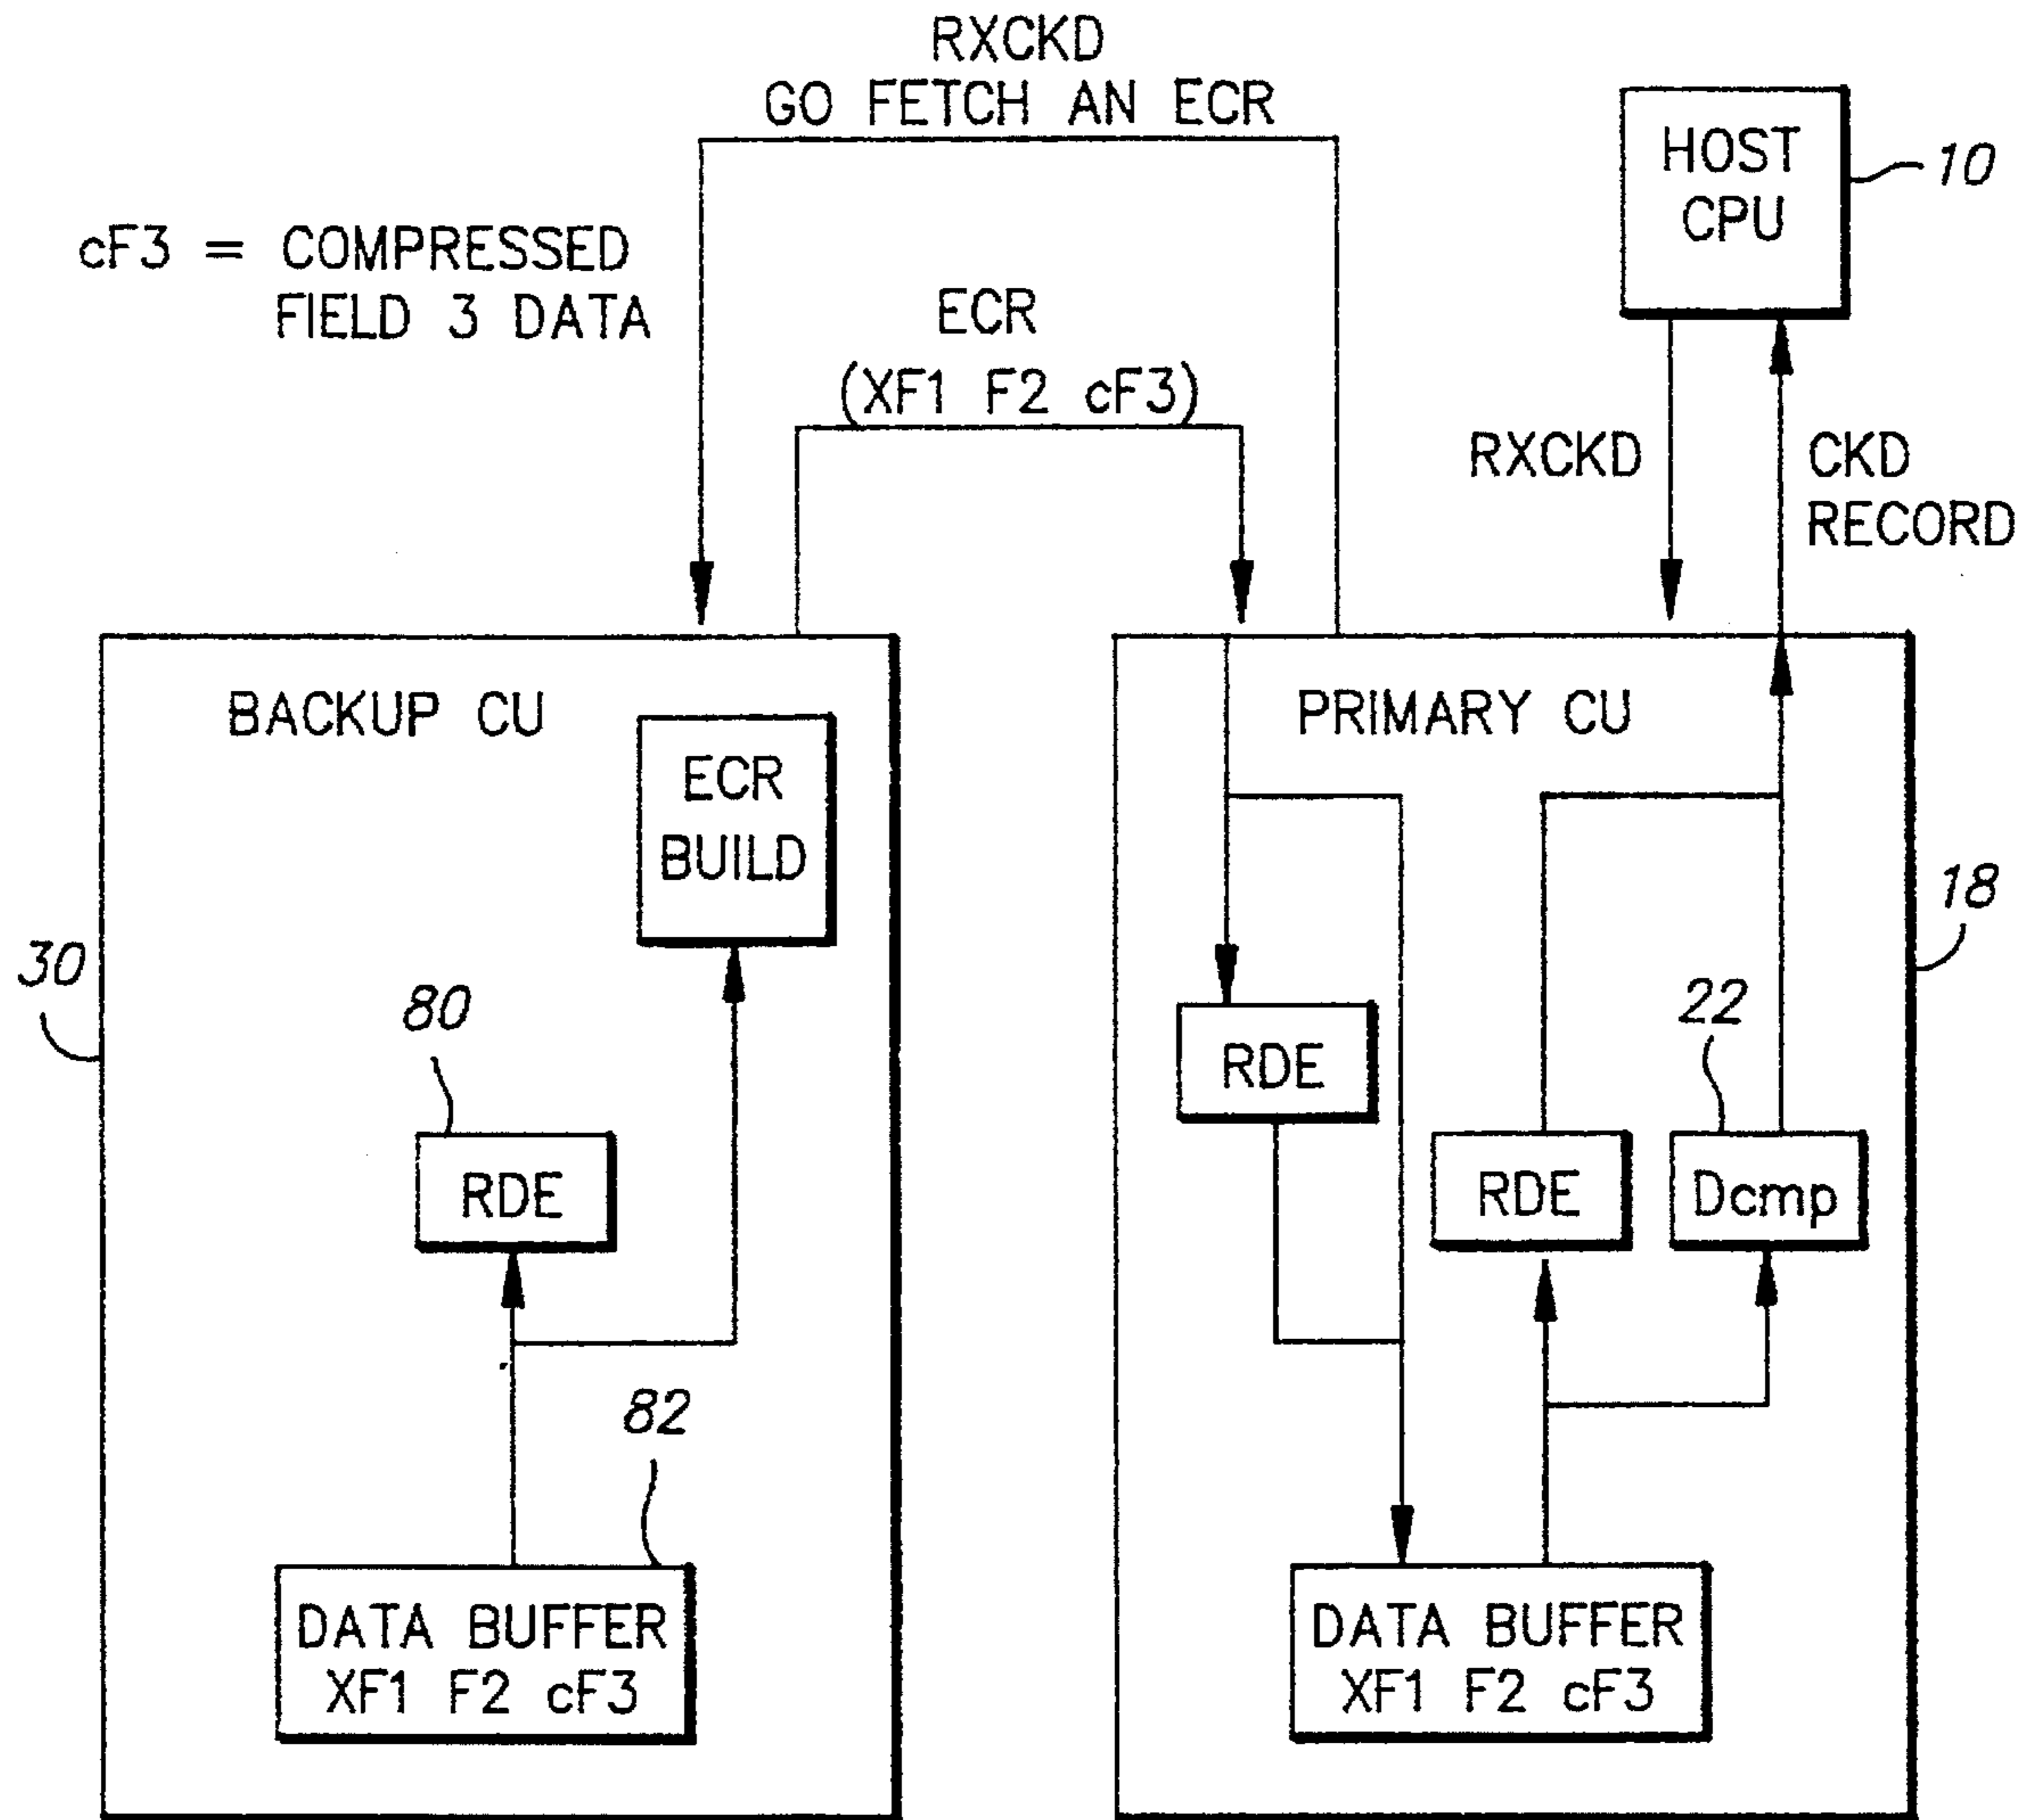 RXCKD
GO FETCH AN ECR
HOST
CPU
10
cF3 = COMPRESSED
FIELD 3 DATA
ECR
(XF1 F2 cF3)
RXCKD
CKD
RECORD
BACKUP CU
ECR
BUILD
30
80
RDE
82
DATA BUFFER
XF1 F2 cF3
PRIMARY CU
18
RDE
22
RDE
Dcmp
DATA BUFFER
XF1 F2 cF3